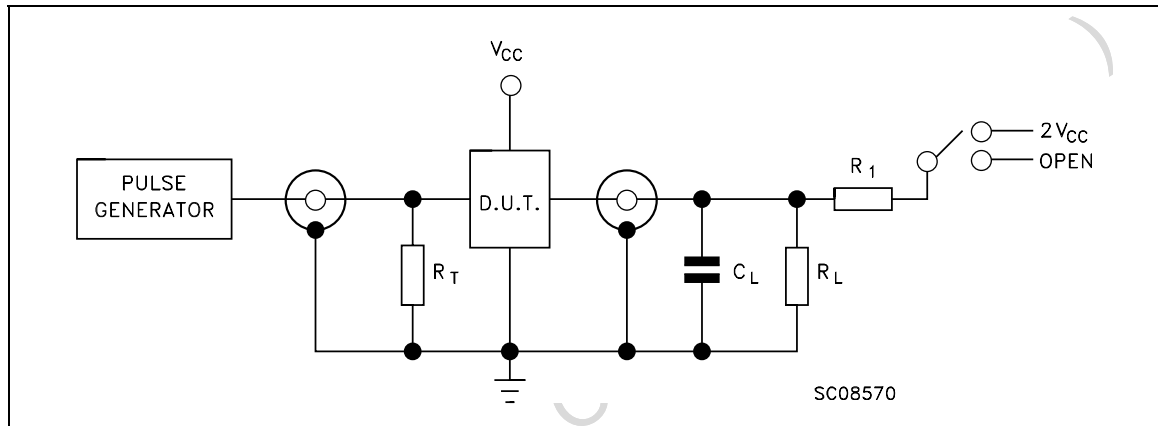 VCC
2VCC
OPEN
R1
PULSE
GENERATOR
D.U.T.
RT
CL
RL
SC08570